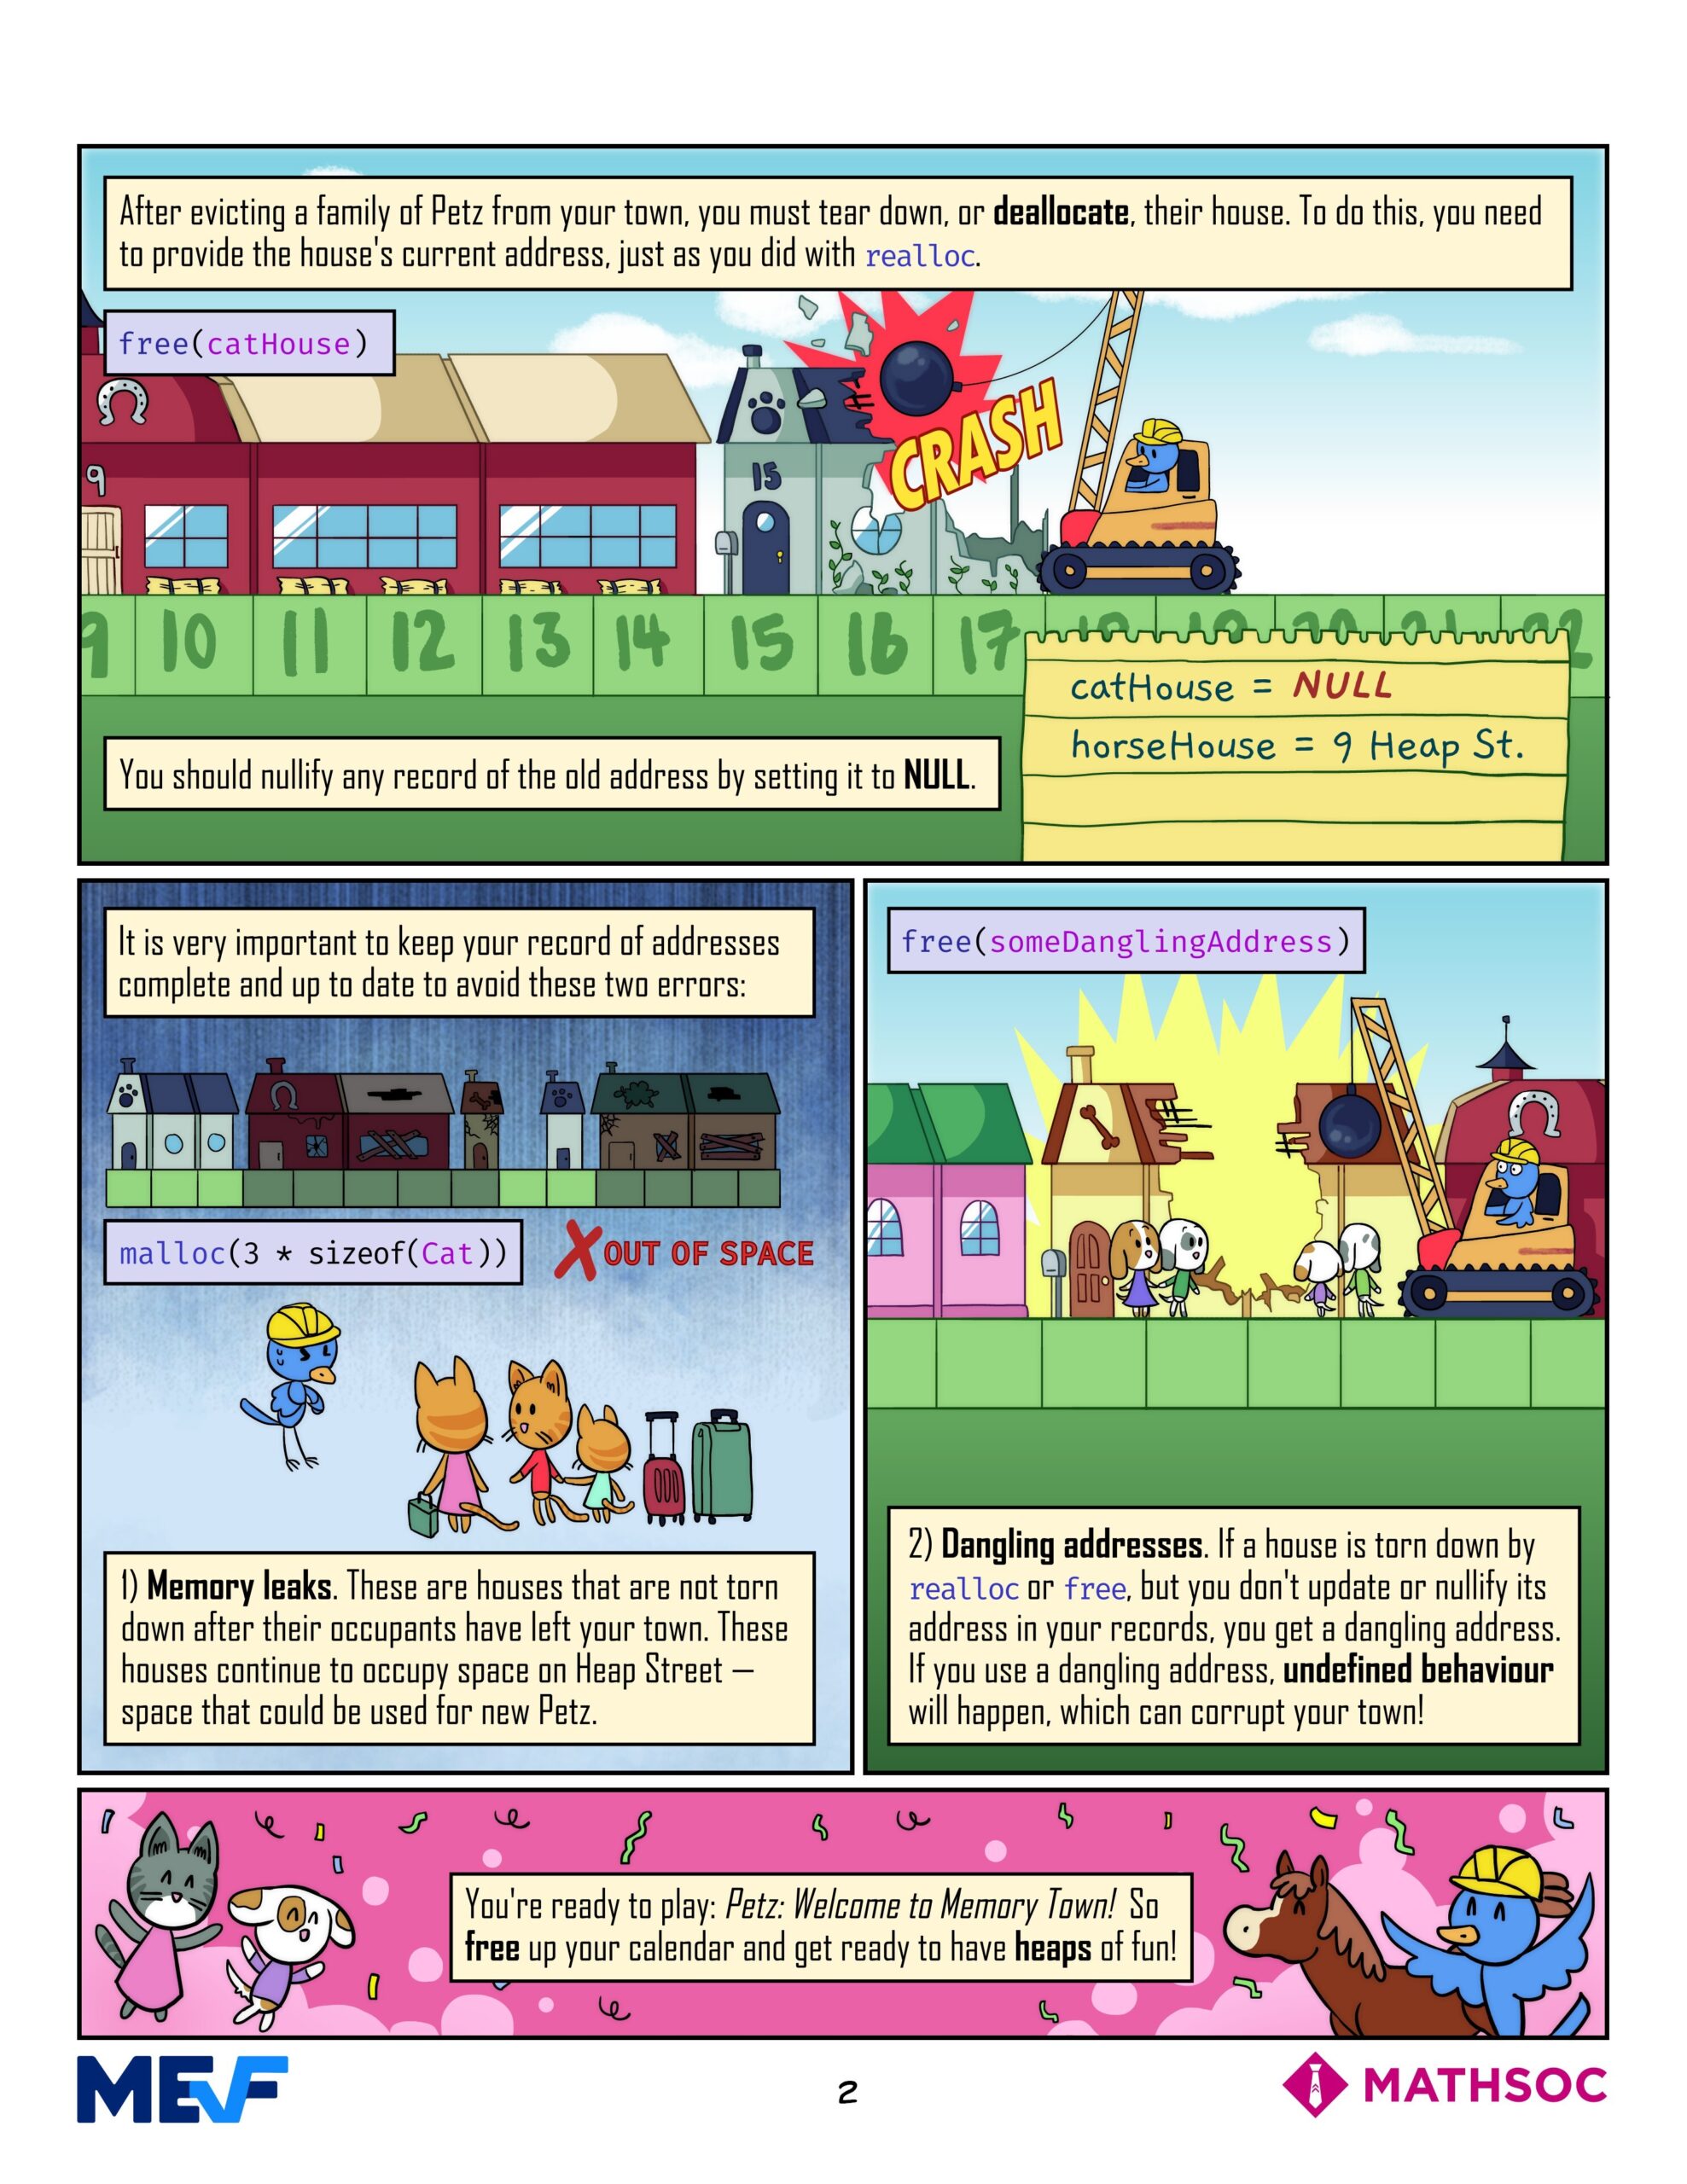 After evicting a family of Petz from your town, you must tear down, or deallocate, their house. To do this, you need
to provide the house's current address, just as you did with realloc.
free(catHouse)
CRASH
9
15
9 10 11 12 13 14 15 16 17 18 19 20 21 22
catHouse = NULL
horseHouse = 9 Heap St.
You should nullify any record of the old address by setting it to NULL.
It is very important to keep your record of addresses
complete and up to date to avoid these two errors:
malloc(3 * sizeof(Cat))
OUT OF SPACE
1) Memory leaks. These are houses that are not torn
down after their occupants have left your town. These
houses continue to occupy space on Heap Street —
space that could be used for new Petz.
free(someDanglingAddress)
2) Dangling addresses. If a house is torn down by
realloc or free, but you don't update or nullify its
address in your records, you get a dangling address.
If you use a dangling address, undefined behaviour
will happen, which can corrupt your town!
You're ready to play: Petz: Welcome to Memory Town! So
free up your calendar and get ready to have heaps of fun!
MEF
2
MATHSOC